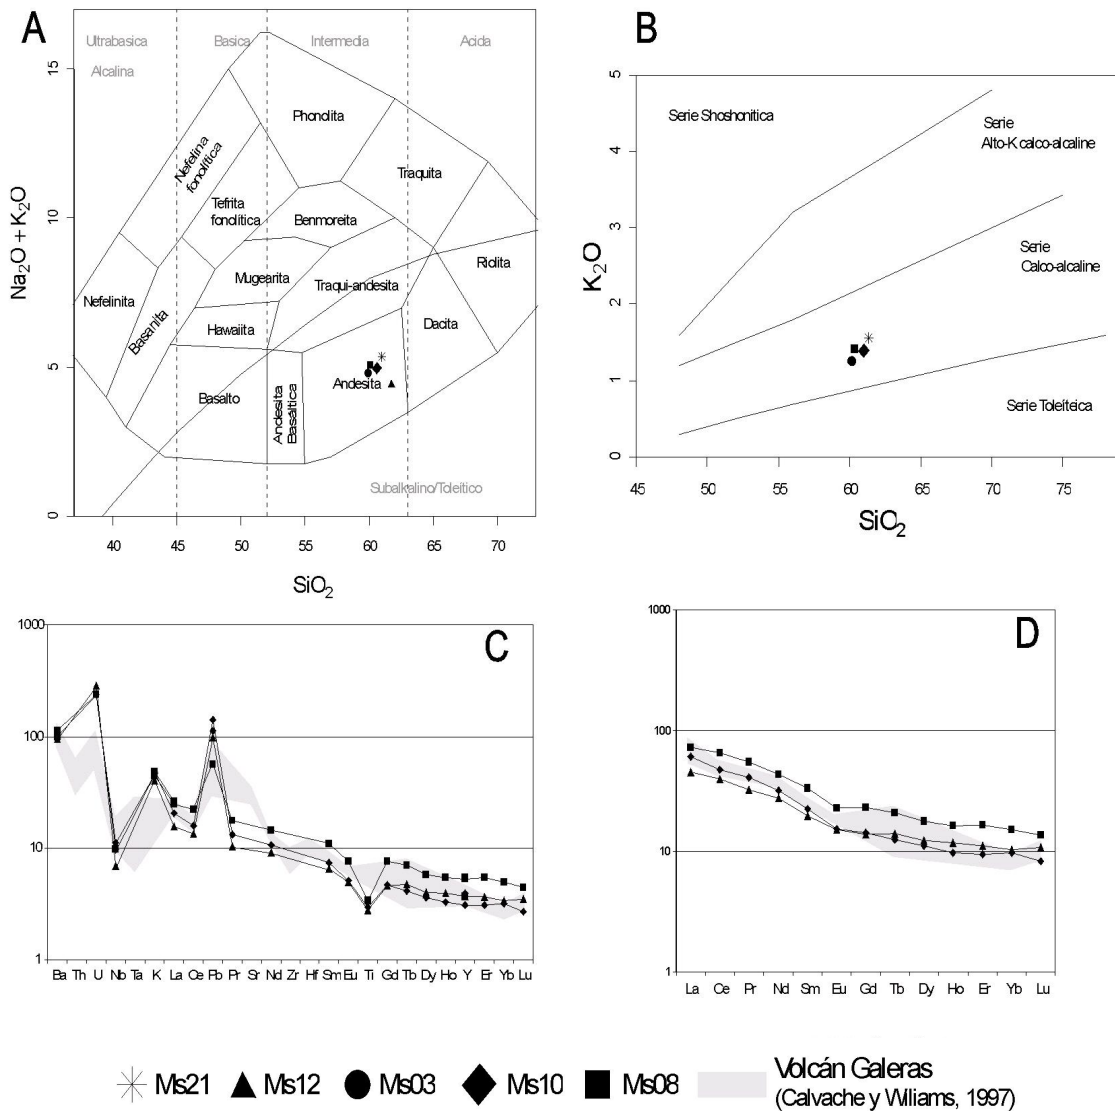 A
Ultrabasica
Basica
Intermedia
Acida
Alcalina
15
10
5
0
Na2O + K2O
Phonolita
Nefelina
fonolítica
Traquita
Tefrita
fonolítica
Benmoreita
Riolita
Mugearita
Traqui-andesita
Nefelinita
Basanita
Hawaiita
Dacita
Basalto
Andesita
Basáltica
Andesita
Subalkalino/Toleítico
40 45 50 55 60 65 70
SiO2
B
5
4
3
2
1
0
K2O
Serie Shoshonitica
Serie
Alto-K calco-alcaline
Serie
Calco-alcaline
Serie Toleiteica
45 50 55 60 65 70 75
SiO2
C
1000
100
10
1
Ba Th U Nb Ta K La Ce Pb Pr Sr Nd Zr Hf Sm Eu Ti Gd Tb Dy Ho Y Er Yb Lu
D
1000
100
10
1
La Ce Pr Nd Sm Eu Gd Tb Dy Ho Er Yb Lu
Ms21 Ms12 Ms03 Ms10 Ms08
Volcán Galeras
(Calvache y Williams, 1997)